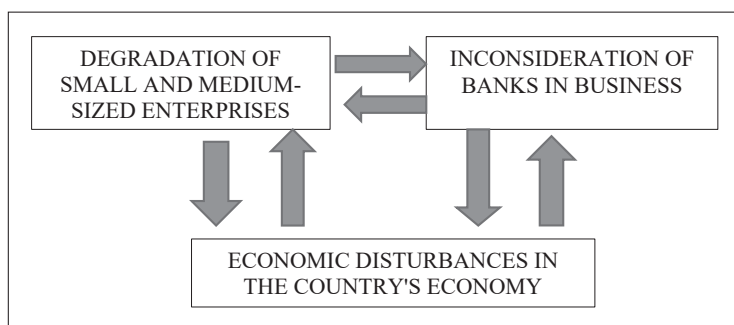 DEGRADATION OF
SMALL AND MEDIUM-
SIZED ENTERPRISES
INCONSIDERATION OF
BANKS IN BUSINESS
ECONOMIC DISTURBANCES IN
THE COUNTRY'S ECONOMY